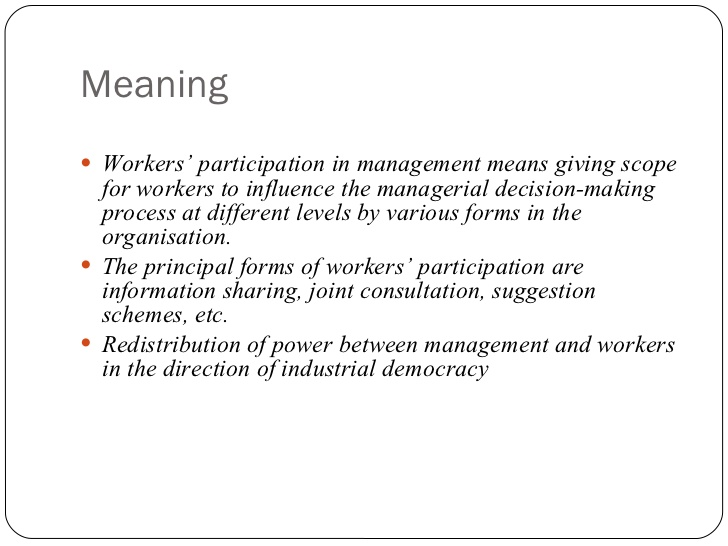 Meaning
• Workers’ participation in management means giving scope
for workers to influence the managerial decision-making
process at different levels by various forms in the
organisation.
• The principal forms of workers’ participation are
information sharing, joint consultation, suggestion
schemes, etc.
• Redistribution of power between management and workers
in the direction of industrial democracy